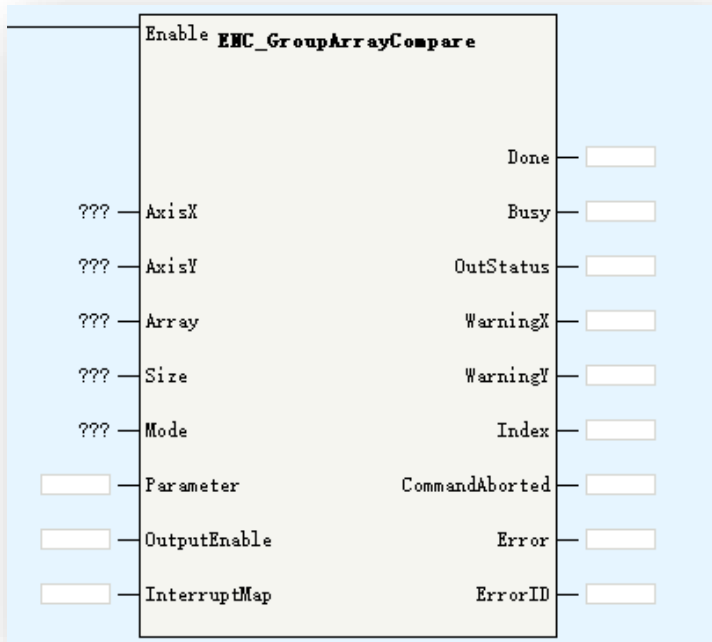 Enable ENC_GroupArrayCompare
Done
??? AxisX Busy
??? AxisY OutStatus
??? Array WarningX
??? Size WarningY
??? Mode Index
Parameter CommandAborted
OutputEnable Error
InterruptMap ErrorID